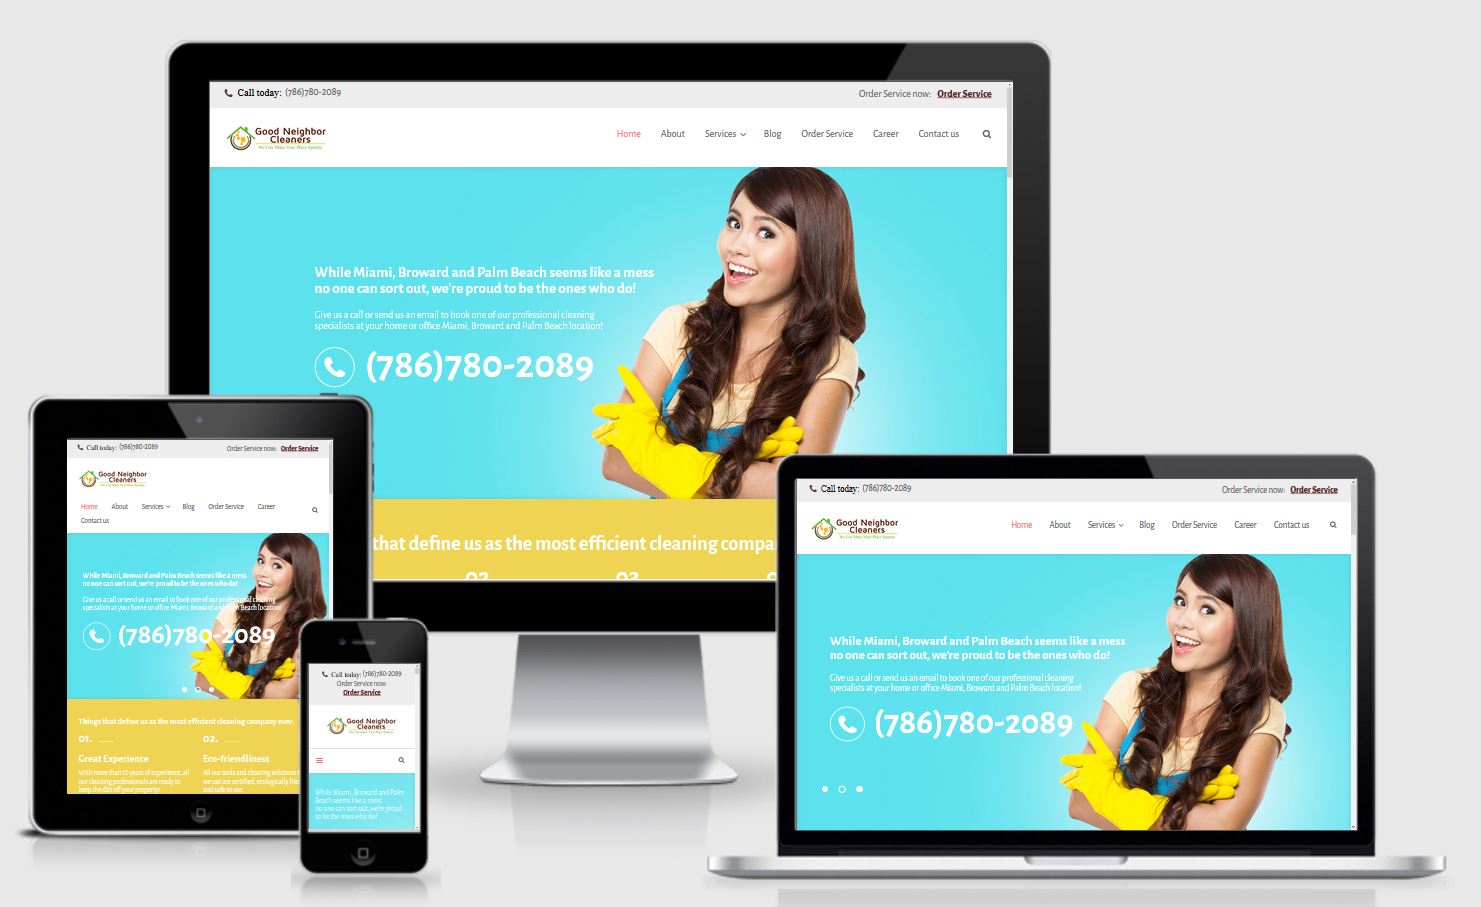 Call today: (786)780-2089
Order Service now: Order Service
Good Neighbor
Cleaners
We Can Make Your Place Sparkle
Home About Services Blog Order Service Career Contact us
While Miami, Broward and Palm Beach seems like a mess
no one can sort out, we're proud to be the ones who do!
Give us a call or send us an email to book one of our professional cleaning
specialists at your home or office Miami, Broward and Palm Beach location!
(786)780-2089
that define us as the most efficient cleaning compa
02 03
Call today: (786)780-2089
Order Service now: Order Service
Good Neighbor
Cleaners
We Can Make Your Place Sparkle
Home About Services Blog Order Service Career
Contact us
While Miami, Broward and Palm Beach seems like a mess
no one can sort out, we're proud to be the ones who do!
Give us a call or send us an email to book one of our professional cleaning
specialists at your home or office Miami, Broward and Palm Beach location!
(786)780-2089
Things that define us as the most efficient cleaning company ever:
01. 02.
Great Experience
With more than 10 years of experience, all
our cleaning professionals are ready to
keep the diet off your property!
Eco-friendliness
All our tools and cleaning solutions
we use are certified, ecologically
and safe to use.
Call today: (786)780-2089
Order Service now:
Order Service
Good Neighbor
Cleaners
We Can Make Your Place Sparkle
While Miami, Broward and Palm
Beach seems like a mess
no one can sort out, we're proud
to be the ones who do!
Call today: (786)780-2089
Order Service now: Order Service
Good Neighbor
Cleaners
We Can Make Your Place Sparkle
Home About Services Blog Order Service Career Contact us
While Miami, Broward and Palm Beach seems like a mess
no one can sort out, we're proud to be the ones who do!
Give us a call or send us an email to book one of our professional cleaning
specialists at your home or office Miami, Broward and Palm Beach location!
(786)780-2089